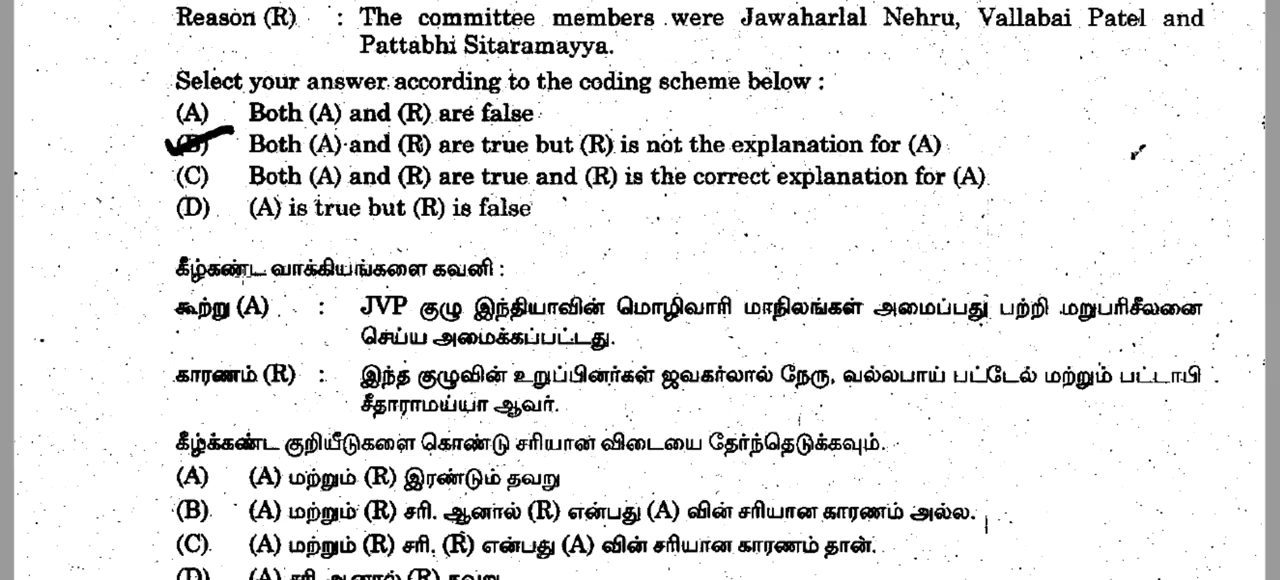 Reason (R) : The committee members were Jawaharlal Nehru, Vallabai Patel and
Pattabhi Sitaramayya.
Select your answer according to the coding scheme below :
(A) Both (A) and (R) are false
(B) Both (A) and (R) are true but (R) is not the explanation for (A)
(C) Both (A) and (R) are true and (R) is the correct explanation for (A)
(D) (A) is true but (R) is false
கீழ்கண்ட வாக்கியங்களை கவனி :
கூற்று (A) : JVP குழு இந்தியாவின் மொழிவாரி மாநிலங்கள் அமைப்பது பற்றி மறுபரிசீலனை
செய்ய அமைக்கப்பட்டது.
காரணம் (R) : இந்த குழுவின் உறுப்பினர்கள் ஜவகர்லால் நேரு, வல்லபாய் பட்டேல் மற்றும் பட்டாபி
சீதாராமய்யா ஆவர்.
கீழ்க்கண்ட குறியீடுகளை கொண்டு சரியான விடையை தேர்ந்தெடுக்கவும்.
(A) (A) மற்றும் (R) இரண்டும் தவறு
(B) (A) மற்றும் (R) சரி. ஆனால் (R) என்பது (A) வின் சரியான காரணம் அல்ல.
(C) (A) மற்றும் (R) சரி, (R) என்பது (A) வின் சரியான காரணம் தான்.
(D) (A) சரி ஆனால் (R) தவறு